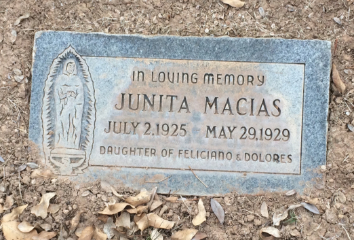 IN LOVING MEMORY
JUNITA MACIAS
JULY 2,1925 MAY 29,1929
DAUGHTER OF FELICIANO & DOLORES